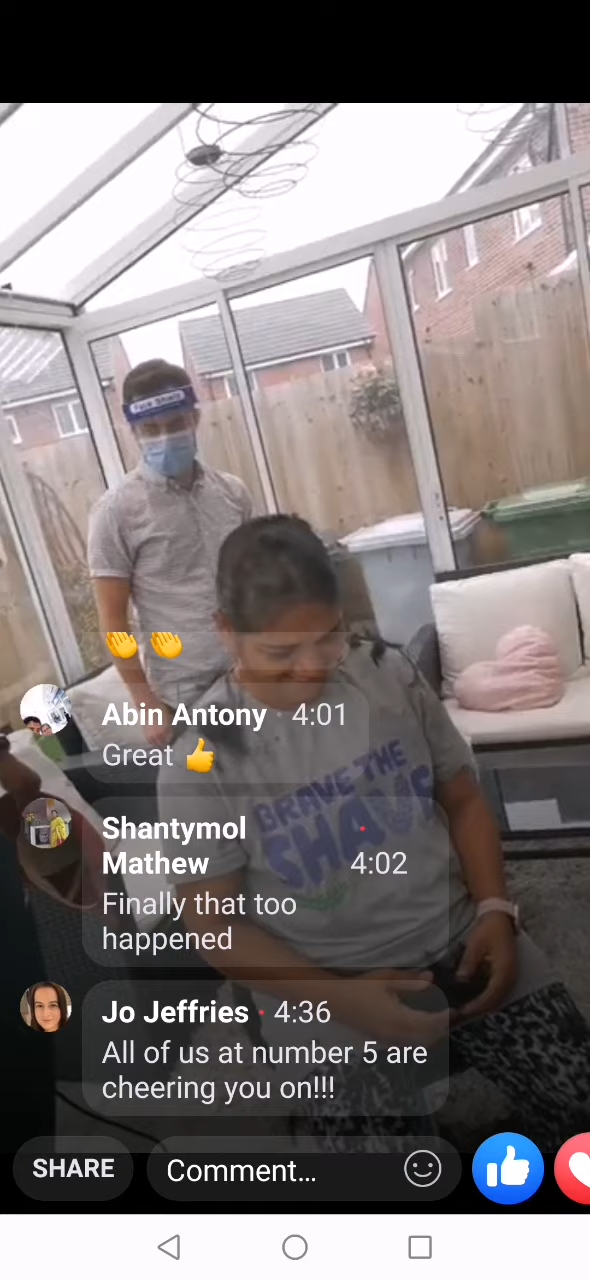 Face Shield
BRAVE THE
SHAVE
Abin Antony · 4:01
Great 👍
Shantymol
Mathew · 4:02
Finally that too
happened
Jo Jeffries · 4:36
All of us at number 5 are
cheering you on!!!
SHARE
Comment...